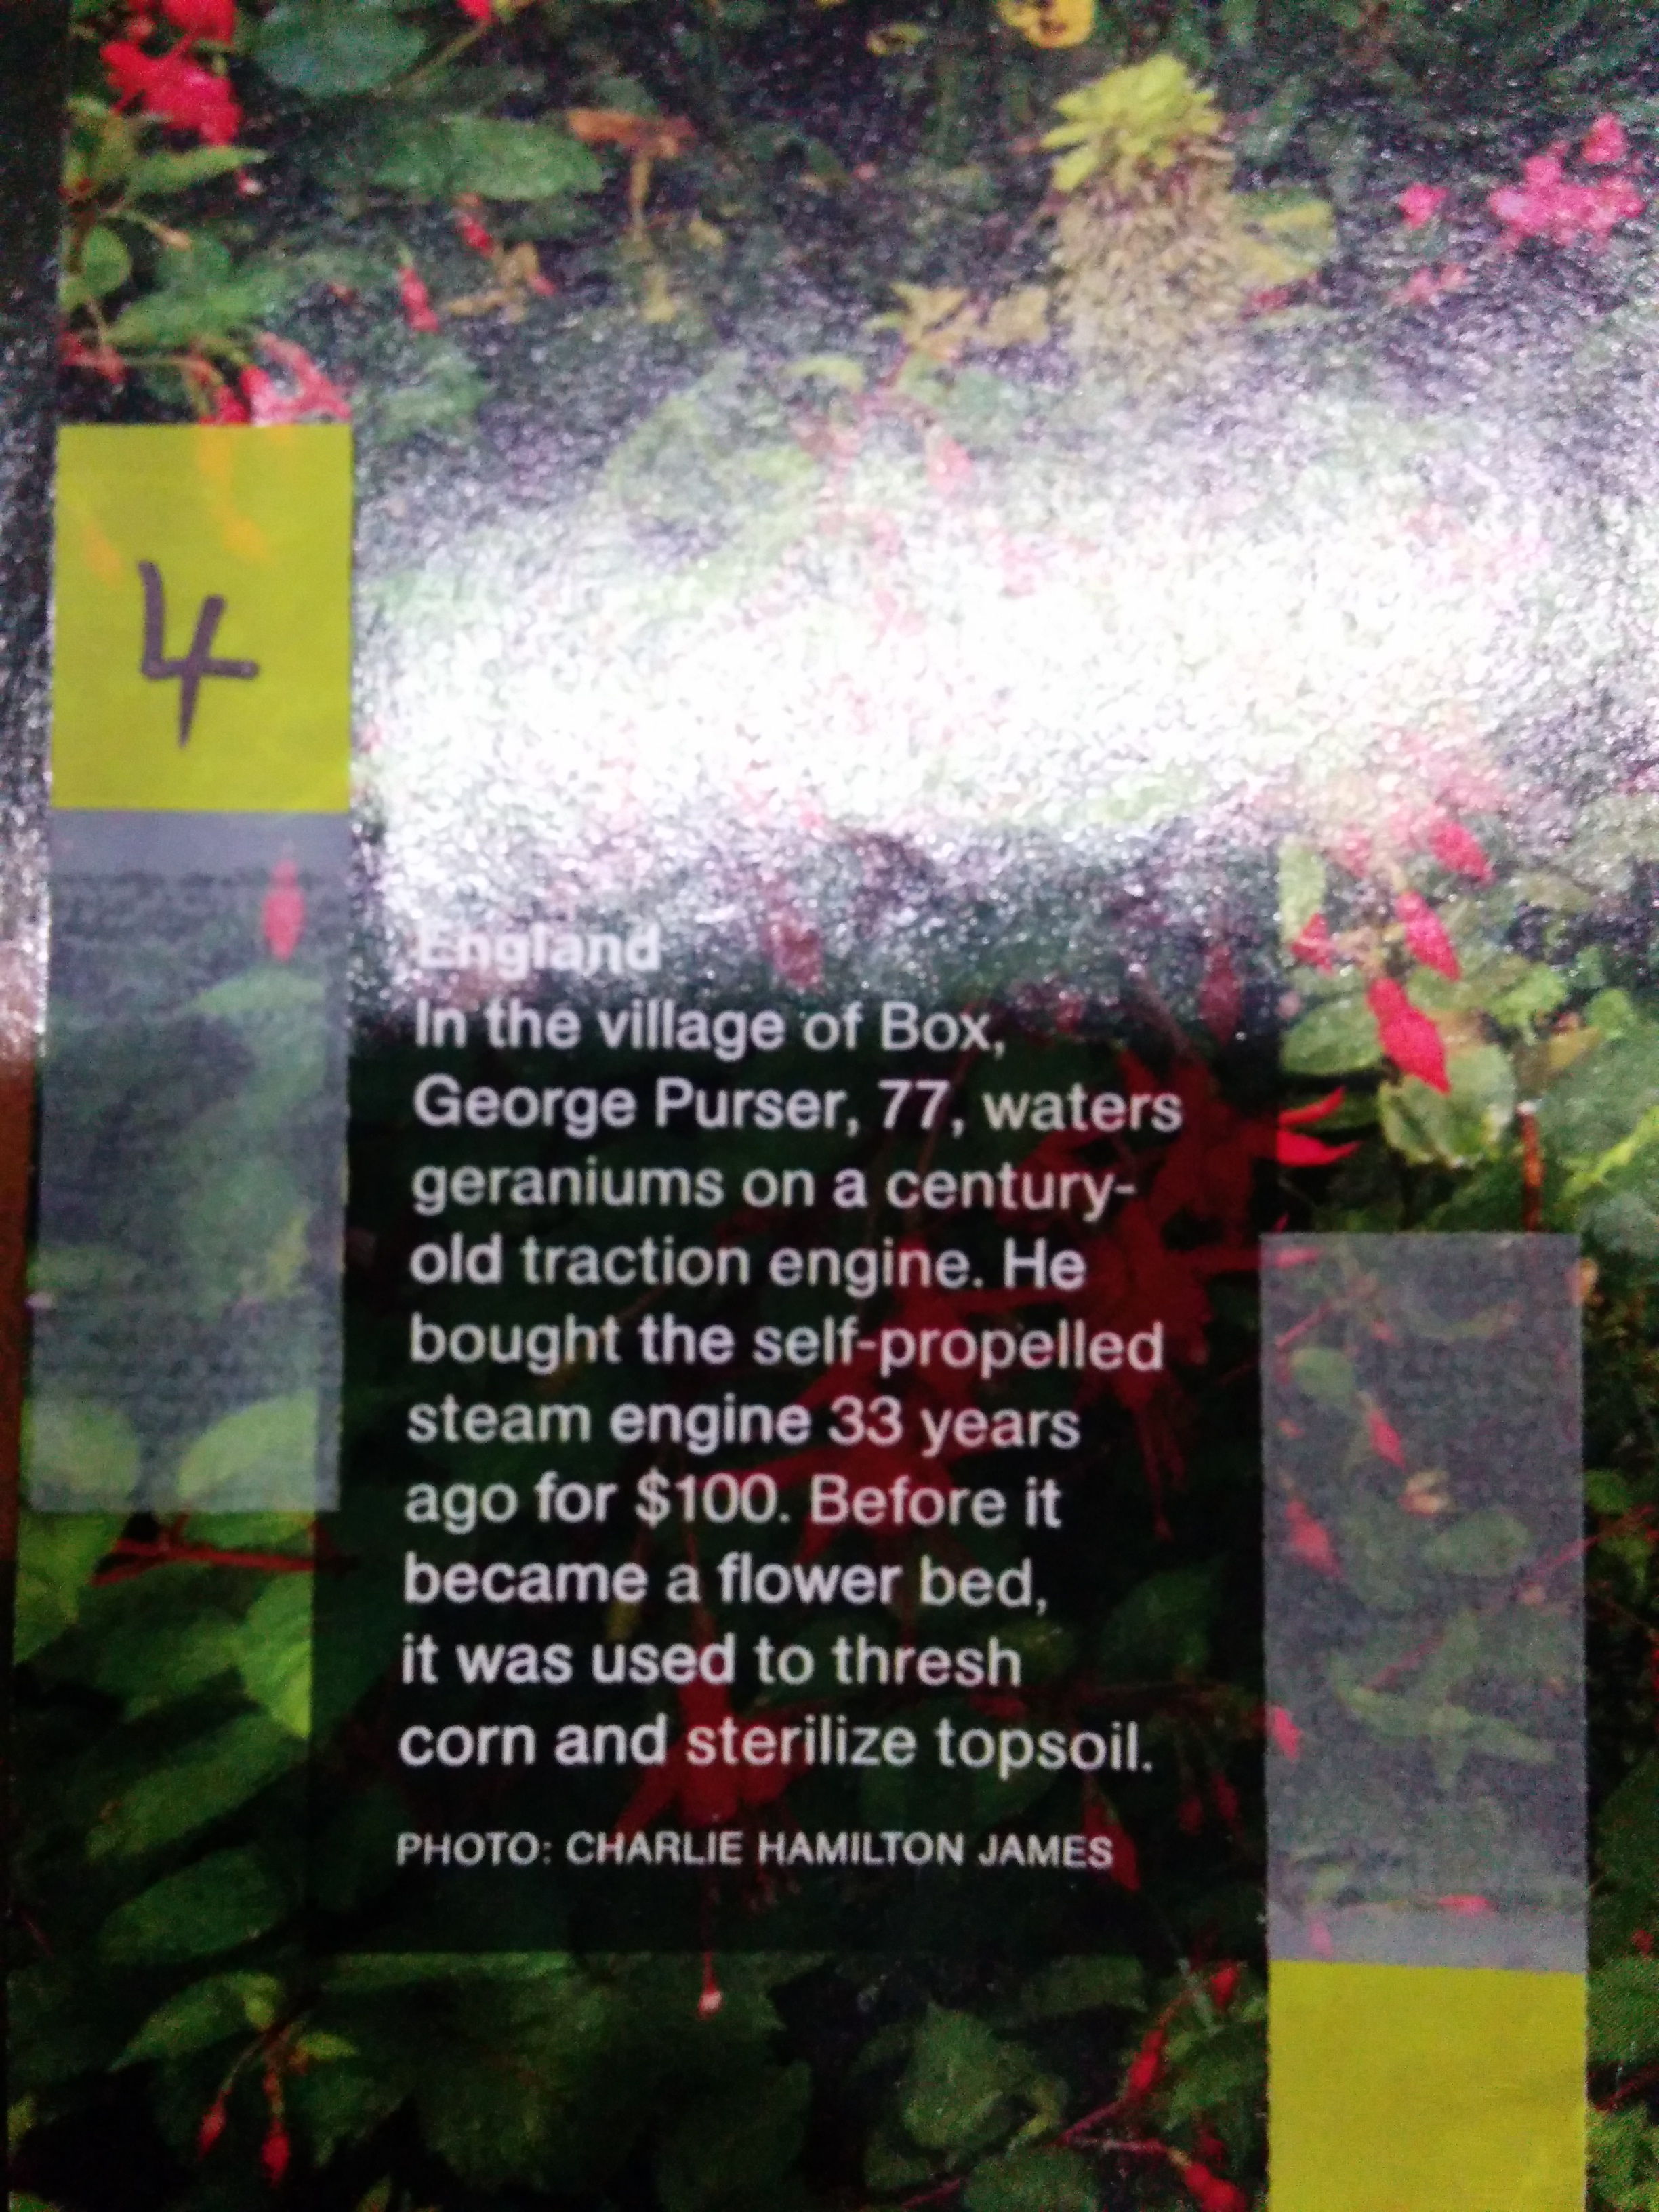 4
England
In the village of Box,
George Purser, 77, waters
geraniums on a century-
old traction engine. He
bought the self-propelled
steam engine 33 years
ago for $100. Before it
became a flower bed,
it was used to thresh
corn and sterilize topsoil.
PHOTO: CHARLIE HAMILTON JAMES